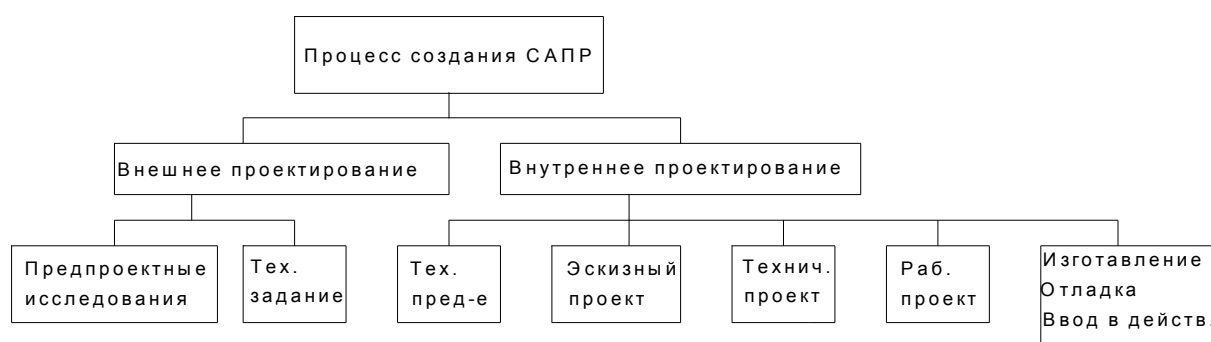 Процесс создания САПР
Внешнее проектирование
Внутреннее проектирование
Предпроектные
исследования
Тех.
задание
Тех.
пред-е
Эскизный
проект
Технич.
проект
Раб.
проект
Изготавление
Отладка
Ввод в действ.